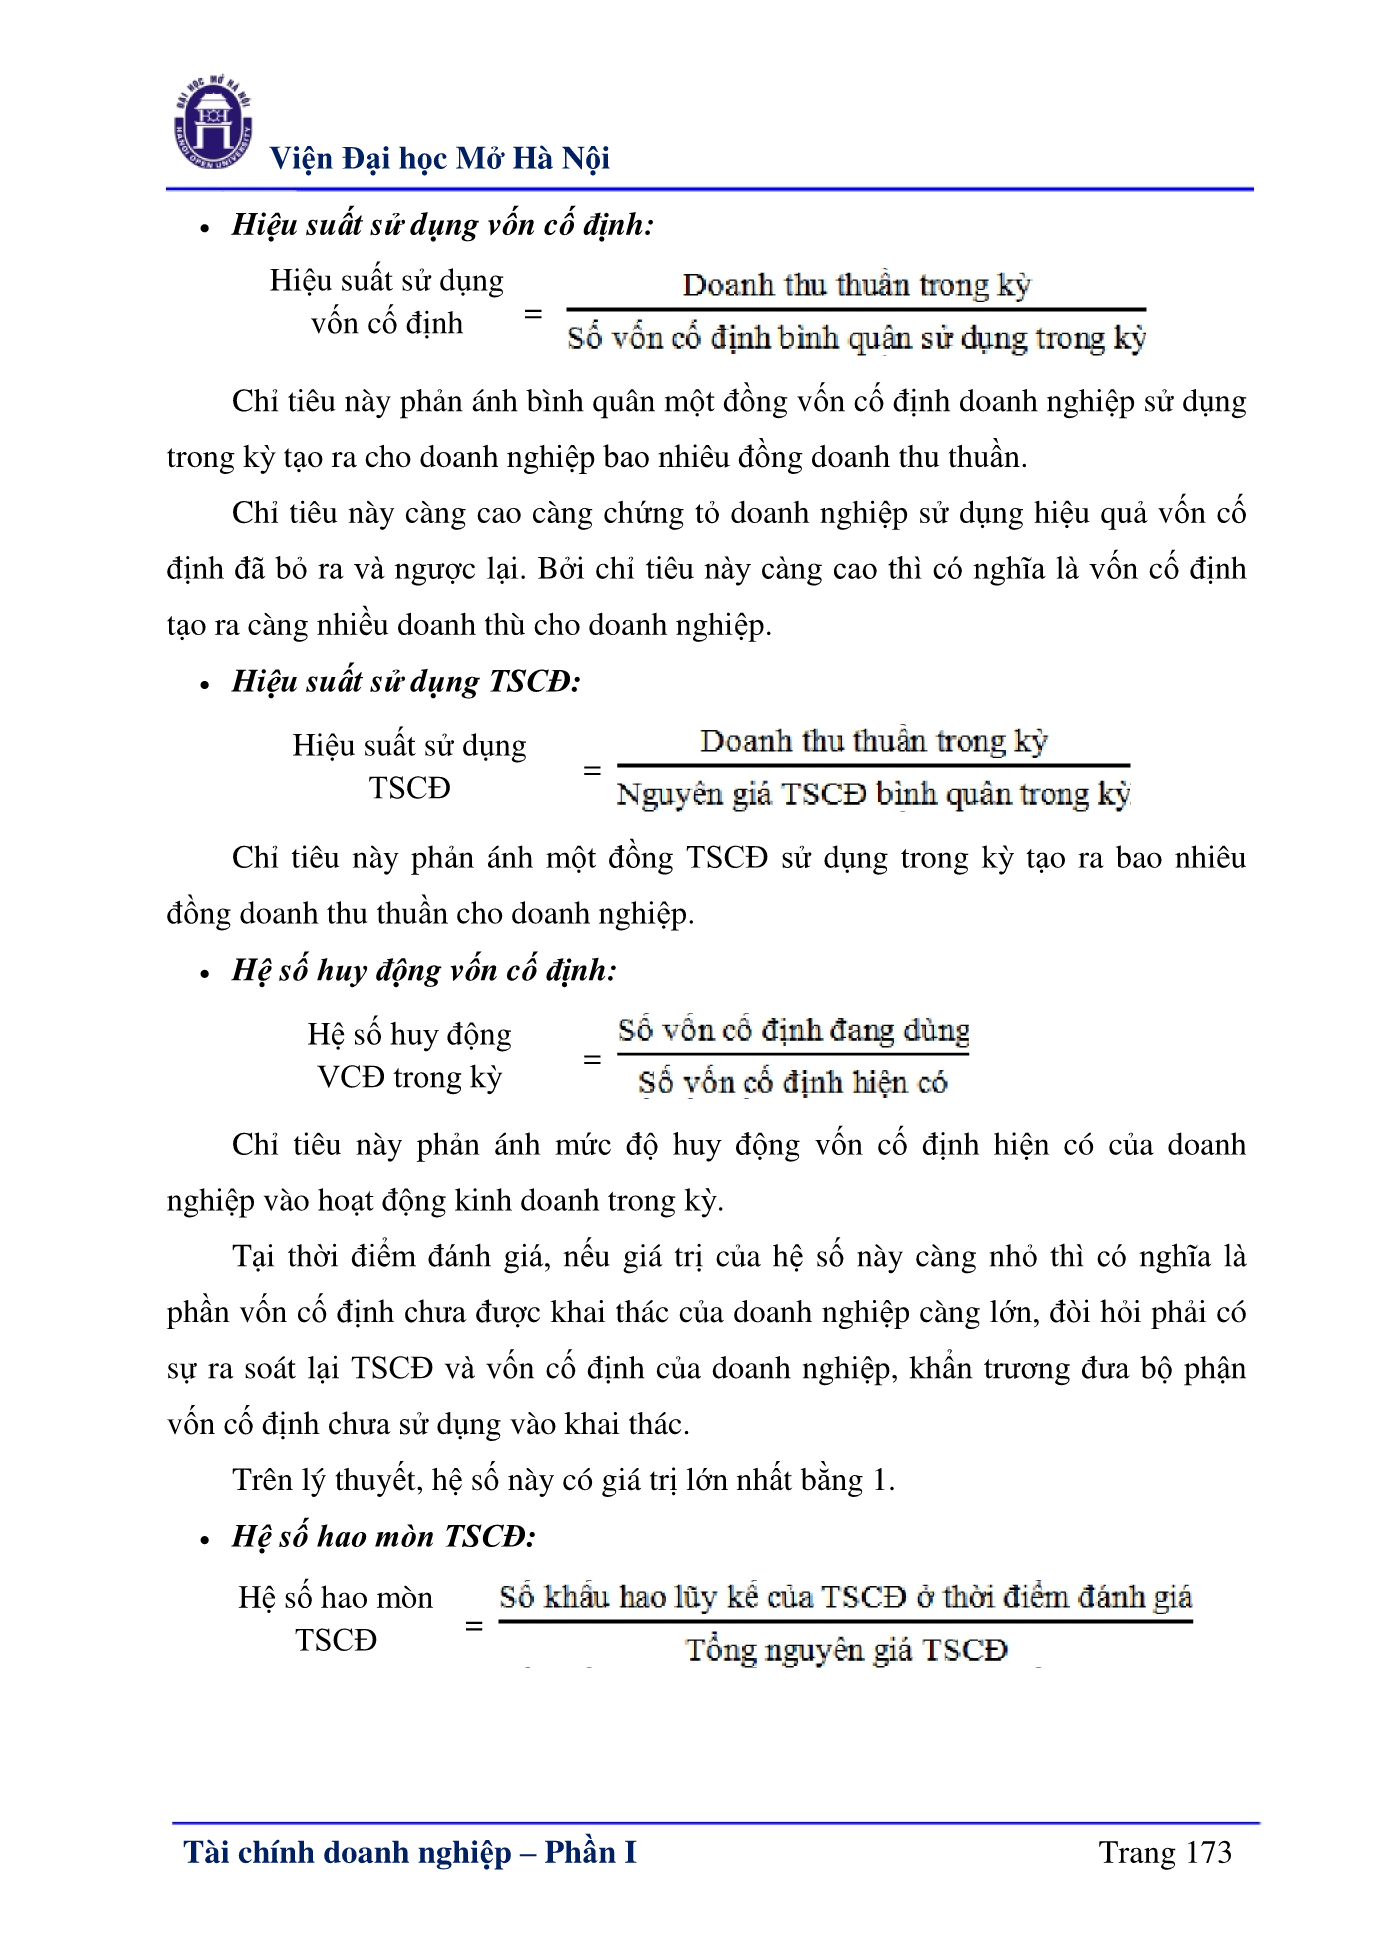 ĐẠI HỌC MỞ HÀ NỘI
HANOI OPEN UNIVERSITY
Viện Đại học Mở Hà Nội
• Hiệu suất sử dụng vốn cố định:
Hiệu suất sử dụng
vốn cố định
=
Doanh thu thuần trong kỳ
Số vốn cố định bình quân sử dụng trong kỳ
Chỉ tiêu này phản ánh bình quân một đồng vốn cố định doanh nghiệp sử dụng
trong kỳ tạo ra cho doanh nghiệp bao nhiêu đồng doanh thu thuần.
Chỉ tiêu này càng cao càng chứng tỏ doanh nghiệp sử dụng hiệu quả vốn cố
định đã bỏ ra và ngược lại. Bởi chỉ tiêu này càng cao thì có nghĩa là vốn cố định
tạo ra càng nhiều doanh thù cho doanh nghiệp.
• Hiệu suất sử dụng TSCĐ:
Hiệu suất sử dụng
TSCĐ
=
Doanh thu thuần trong kỳ
Nguyên giá TSCĐ bình quân trong kỳ
Chỉ tiêu này phản ánh một đồng TSCĐ sử dụng trong kỳ tạo ra bao nhiêu
đồng doanh thu thuần cho doanh nghiệp.
• Hệ số huy động vốn cố định:
Hệ số huy động
VCĐ trong kỳ
=
Số vốn cố định đang dùng
Số vốn cố định hiện có
Chỉ tiêu này phản ánh mức độ huy động vốn cố định hiện có của doanh
nghiệp vào hoạt động kinh doanh trong kỳ.
Tại thời điểm đánh giá, nếu giá trị của hệ số này càng nhỏ thì có nghĩa là
phần vốn cố định chưa được khai thác của doanh nghiệp càng lớn, đòi hỏi phải có
sự ra soát lại TSCĐ và vốn cố định của doanh nghiệp, khẩn trương đưa bộ phận
vốn cố định chưa sử dụng vào khai thác.
Trên lý thuyết, hệ số này có giá trị lớn nhất bằng 1.
• Hệ số hao mòn TSCĐ:
Hệ số hao mòn
TSCĐ
=
Số khấu hao lũy kế của TSCĐ ở thời điểm đánh giá
Tổng nguyên giá TSCĐ
Tài chính doanh nghiệp – Phần I
Trang 173